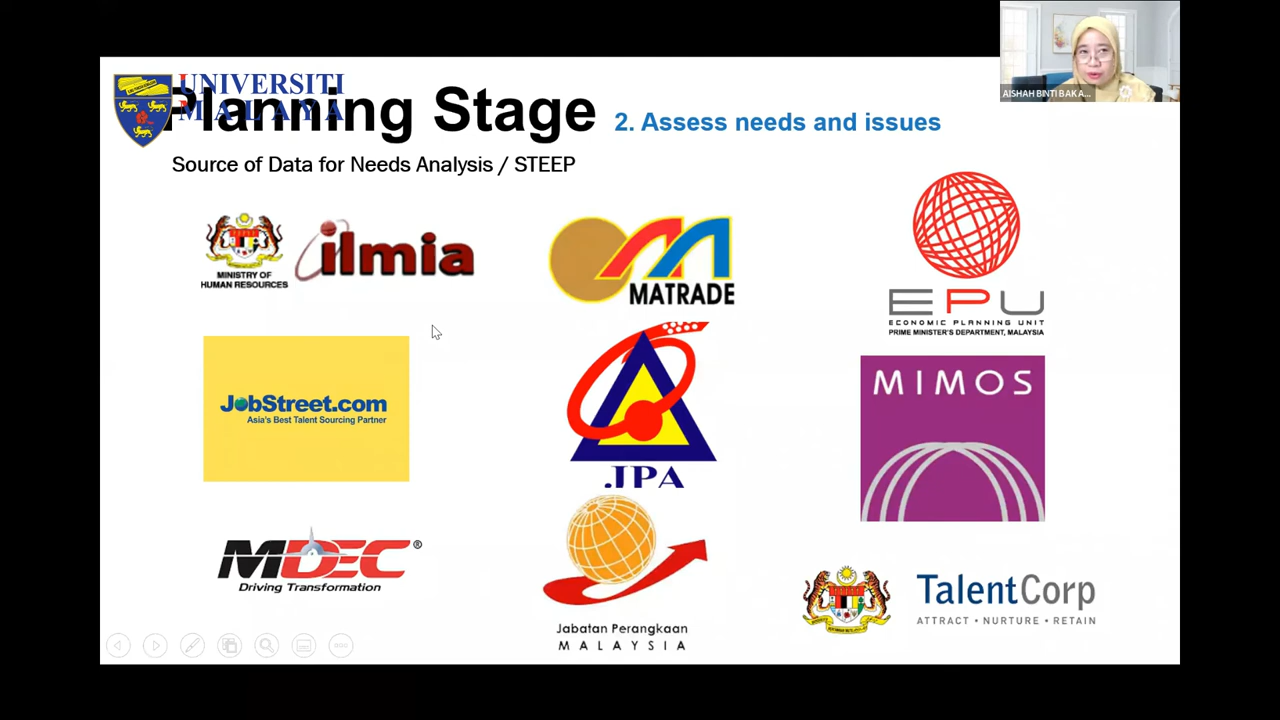 UNIVERSITI
MALAYA
Planning Stage
2. Assess needs and issues
Source of Data for Needs Analysis / STEEP
MINISTRY OF
HUMAN RESOURCES
ilmia
MATRADE
EPU
ECONOMIC PLANNING UNIT
PRIME MINISTER'S DEPARTMENT, MALAYSIA
JobStreet.com
Asia's Best Talent Sourcing Partner
JPA
MIMOS
MDEC®
Driving Transformation
Jabatan Perangkaan
MALAYSIA
TalentCorp
ATTRACT • NURTURE • RETAIN
AISHAH BINTI BAKA...